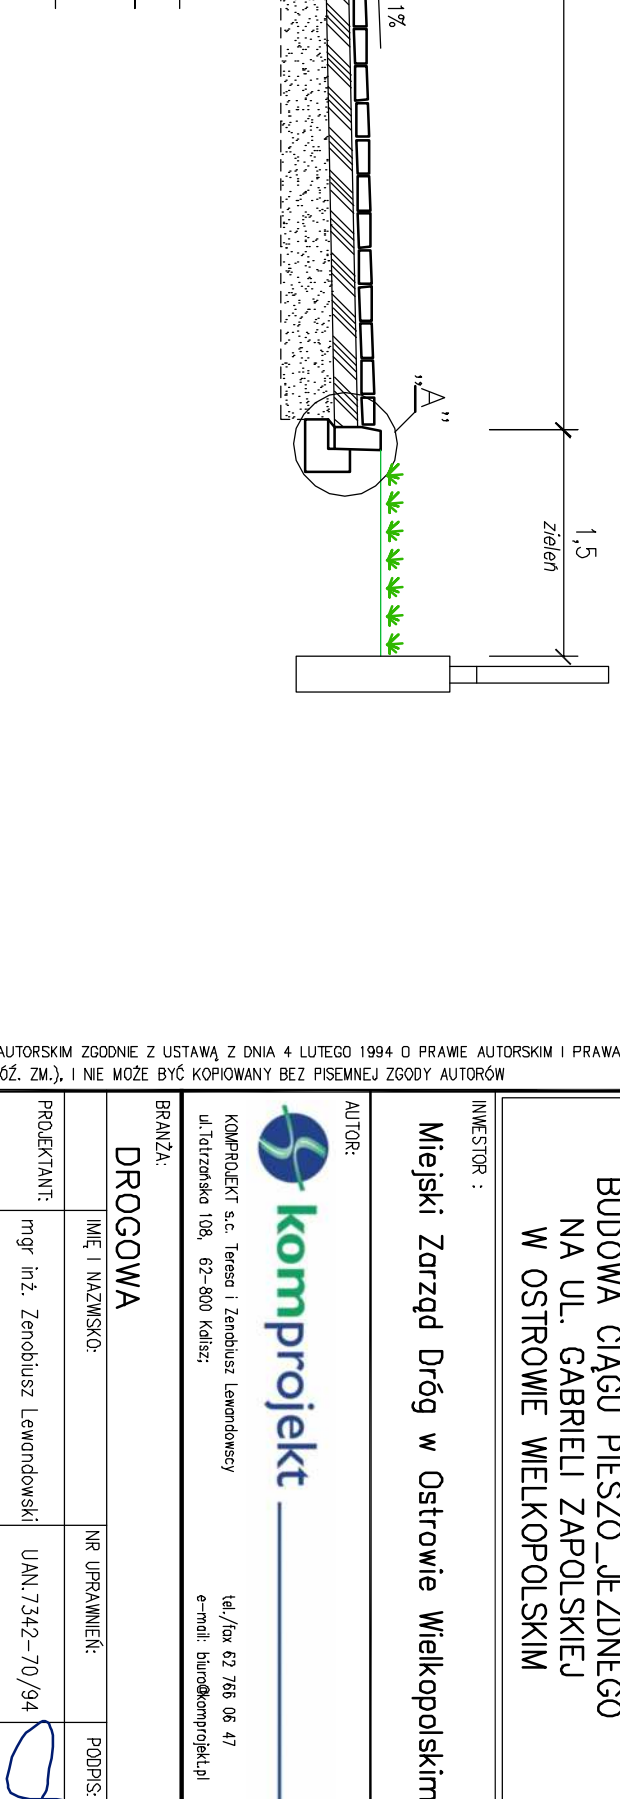 1%
„A”
1,5
zieleń
AUTORSKIM ZGODNIE Z USTAWĄ Z DNIA 4 LUTEGO 1994 O PRAWIE AUTORSKIM I PRAWA
ÓŹ. ZM.), I NIE MOŻE BYĆ KOPIOWANY BEZ PISEMNEJ ZGODY AUTORÓW
BUDOWA CIĄGU PIESZO_JEZDNEGO
NA UL. GABRIELI ZAPOLSKIEJ
W OSTROWIE WIELKOPOLSKIM
INWESTOR :
Miejski Zarząd Dróg w Ostrowie Wielkopolskim
AUTOR:
komprojekt
KOMPROJEKT s.c. Teresa i Zenobiusz Lewandowscy tel./fax 62 766 06 47
ul.Tatrzańska 108, 62-800 Kalisz; e-mail: biuro@komprojekt.pl
BRANŻA:
DROGOWA
IMIĘ I NAZWISKO: NR UPRAWNIEŃ: PODPIS:
PROJEKTANT: mgr inż. Zenobiusz Lewandowski UAN.7342-70/94